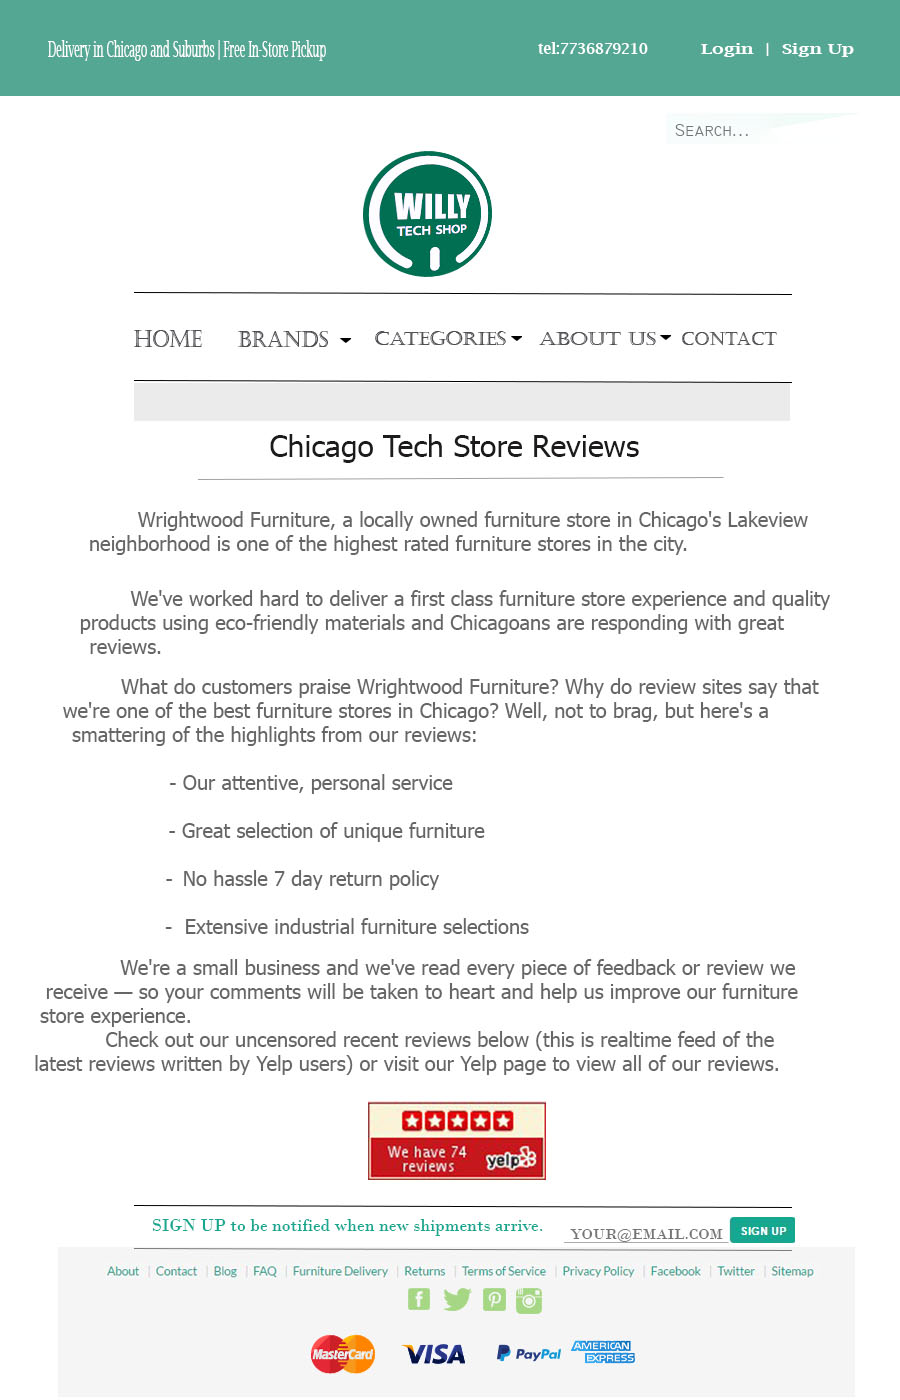 Delivery in Chicago and Suburbs | Free In-Store Pickup
tel:7736879210
Login | Sign Up
SEARCH...
WILLY
TECH SHOP
HOME BRANDS CATEGORIES ABOUT US CONTACT
Chicago Tech Store Reviews
Wrightwood Furniture, a locally owned furniture store in Chicago's Lakeview
neighborhood is one of the highest rated furniture stores in the city.
We've worked hard to deliver a first class furniture store experience and quality
products using eco-friendly materials and Chicagoans are responding with great
reviews.
What do customers praise Wrightwood Furniture? Why do review sites say that
we're one of the best furniture stores in Chicago? Well, not to brag, but here's a
smattering of the highlights from our reviews:
- Our attentive, personal service
- Great selection of unique furniture
- No hassle 7 day return policy
- Extensive industrial furniture selections
We're a small business and we've read every piece of feedback or review we
receive — so your comments will be taken to heart and help us improve our furniture
store experience.
Check out our uncensored recent reviews below (this is realtime feed of the
latest reviews written by Yelp users) or visit our Yelp page to view all of our reviews.
We have 74
reviews
yelp
SIGN UP to be notified when new shipments arrive.
YOUR@EMAIL.COM
SIGN UP
About | Contact | Blog | FAQ | Furniture Delivery | Returns | Terms of Service | Privacy Policy | Facebook | Twitter | Sitemap
MasterCard
VISA
PayPal
AMERICAN
EXPRESS